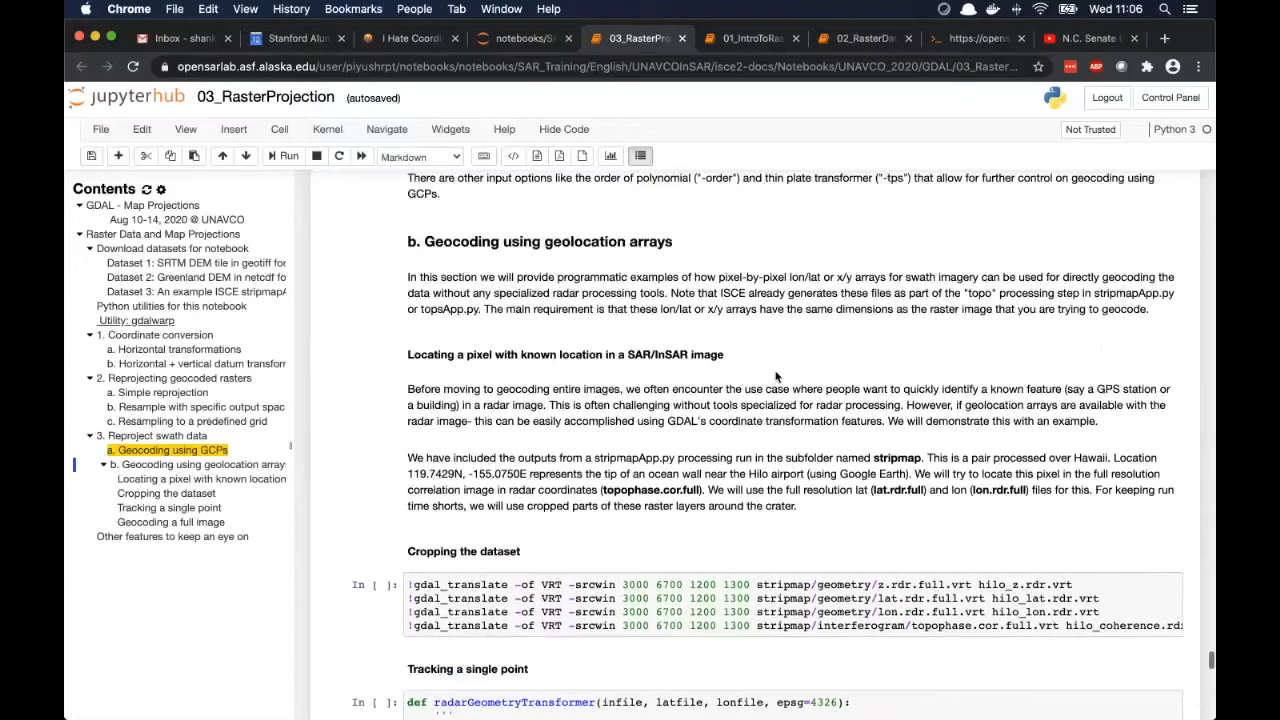 Chrome File Edit View History Bookmarks People Tab Window Help Wed 11:06
Inbox - shank Stanford Alun I Hate Coordi notebooks/SA 03_RasterPro 01_IntroToRas 02_RasterDa https://opens N.C. Senate
opensarlab.asf.alaska.edu/user/piyushrpt/notebooks/notebooks/SAR_Training/English/UNAVCOInSAR/isce2-docs/Notebooks/UNAVCO_2020/GDAL/03_Raster...
jupyterhub 03_RasterProjection (autosaved) Logout Control Panel
File Edit View Insert Cell Kernel Navigate Widgets Help Hide Code Not Trusted Python 3
Run Markdown
Contents
GDAL - Map Projections
Aug 10-14, 2020 @ UNAVCO
Raster Data and Map Projections
Download datasets for notebook
Dataset 1: SRTM DEM tile in geotiff for
Dataset 2: Greenland DEM in netcdf fo
Dataset 3: An example ISCE stripmapA
Python utilities for this notebook
Utility: gdalwarp
1. Coordinate conversion
a. Horizontal transformations
b. Horizontal + vertical datum transforn
2. Reprojecting geocoded rasters
a. Simple reprojection
b. Resample with specific output spac
c. Resampling to a predefined grid
3. Reproject swath data
a. Geocoding using GCPs
b. Geocoding using geolocation array
Locating a pixel with known location
Cropping the dataset
Tracking a single point
Geocoding a full image
Other features to keep an eye on
There are other input options like the order of polynomial ("-order") and thin plate transformer ("-tps") that allow for further control on geocoding using
GCPs.
b. Geocoding using geolocation arrays
In this section we will provide programmatic examples of how pixel-by-pixel lon/lat or x/y arrays for swath imagery can be used for directly geocoding the
data without any specialized radar processing tools. Note that ISCE already generates these files as part of the "topo" processing step in stripmapApp.py
or topsApp.py. The main requirement is that these lon/lat or x/y arrays have the same dimensions as the raster image that you are trying to geocode.
Locating a pixel with known location in a SAR/InSAR image
Before moving to geocoding entire images, we often encounter the use case where people want to quickly identify a known feature (say a GPS station or
a building) in a radar image. This is often challenging without tools specialized for radar processing. However, if geolocation arrays are available with the
radar image- this can be easily accomplished using GDAL's coordinate transformation features. We will demonstrate this with an example.
We have included the outputs from a stripmapApp.py processing run in the subfolder named stripmap. This is a pair processed over Hawaii. Location
119.7429N, -155.0750E represents the tip of an ocean wall near the Hilo airport (using Google Earth). We will try to locate this pixel in the full resolution
correlation image in radar coordinates (topophase.cor.full). We will use the full resolution lat (lat.rdr.full) and lon (lon.rdr.full) files for this. For keeping run
time shorts, we will use cropped parts of these raster layers around the crater.
Cropping the dataset
In [ ]: !gdal_translate -of VRT -srcwin 3000 6700 1200 1300 stripmap/geometry/z.rdr.full.vrt hilo_z.rdr.vrt
!gdal_translate -of VRT -srcwin 3000 6700 1200 1300 stripmap/geometry/lat.rdr.full.vrt hilo_lat.rdr.vrt
!gdal_translate -of VRT -srcwin 3000 6700 1200 1300 stripmap/geometry/lon.rdr.full.vrt hilo_lon.rdr.vrt
!gdal_translate -of VRT -srcwin 3000 6700 1200 1300 stripmap/interferogram/topophase.cor.full.vrt hilo_coherence.rd
Tracking a single point
In [ ]: def radarGeometryTransformer(infile, latfile, lonfile, epsg=4326):
'''